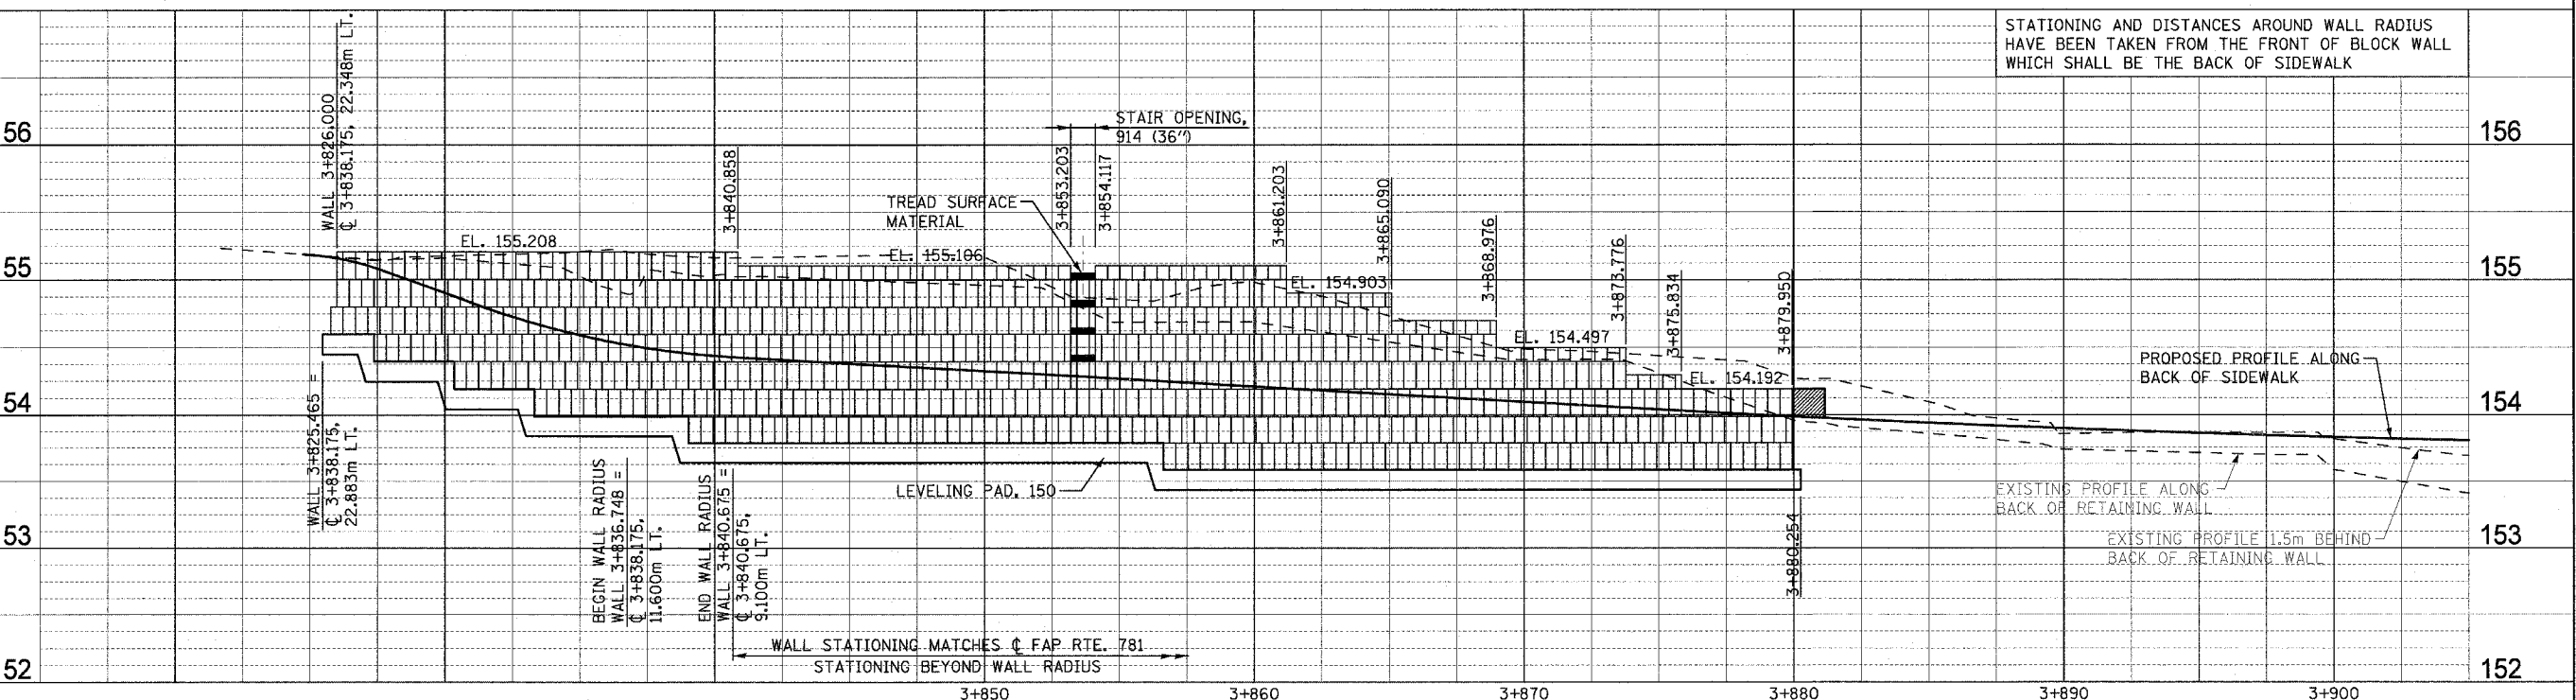 STATIONING AND DISTANCES AROUND WALL RADIUS
HAVE BEEN TAKEN FROM THE FRONT OF BLOCK WALL
WHICH SHALL BE THE BACK OF SIDEWALK
WALL 3+826.000
℄ 3+838.175, 22.348m LT.
56
156
STAIR OPENING,
914 (36")
3+840.858
3+853.203
3+854.117
3+861.203
3+865.090
3+868.976
3+873.776
3+875.834
3+879.950
TREAD SURFACE
MATERIAL
EL. 155.208
EL. 155.106
55
155
EL. 154.903
EL. 154.497
EL. 154.192
PROPOSED PROFILE ALONG
BACK OF SIDEWALK
54
154
WALL 3+825.465 =
℄ 3+838.175,
22.883m LT.
BEGIN WALL RADIUS
WALL 3+836.748 =
℄ 3+838.175,
11.600m LT.
END WALL RADIUS
WALL 3+840.675 =
℄ 3+840.675,
9.100m LT.
LEVELING PAD, 150
EXISTING PROFILE ALONG
BACK OF RETAINING WALL
3+880.254
53
153
EXISTING PROFILE 1.5m BEHIND
BACK OF RETAINING WALL
WALL STATIONING MATCHES ℄ FAP RTE. 781
STATIONING BEYOND WALL RADIUS
52
152
3+850
3+860
3+870
3+880
3+890
3+900